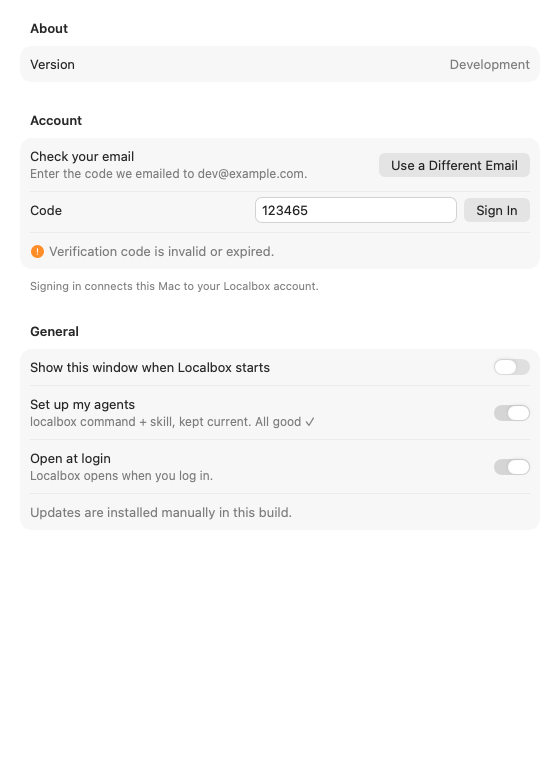 About
Version
Development
Account
Check your email
Enter the code we emailed to dev@example.com.
Use a Different Email
Code
123465
Sign In
Verification code is invalid or expired.
Signing in connects this Mac to your Localbox account.
General
Show this window when Localbox starts
Set up my agents
localbox command + skill, kept current. All good ✓
Open at login
Localbox opens when you log in.
Updates are installed manually in this build.